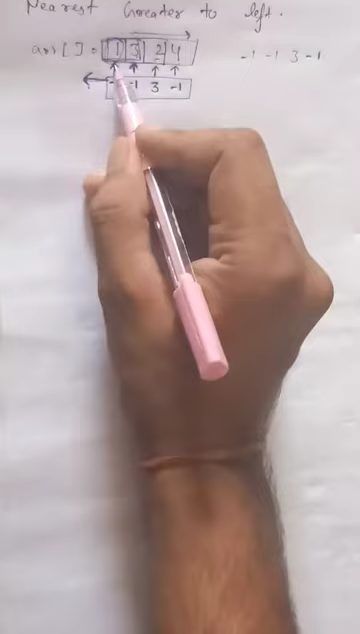 Nearest Greater to left.
arr[] = 1 3 2 4 -1 -1 3 -1
- -1 3 -1